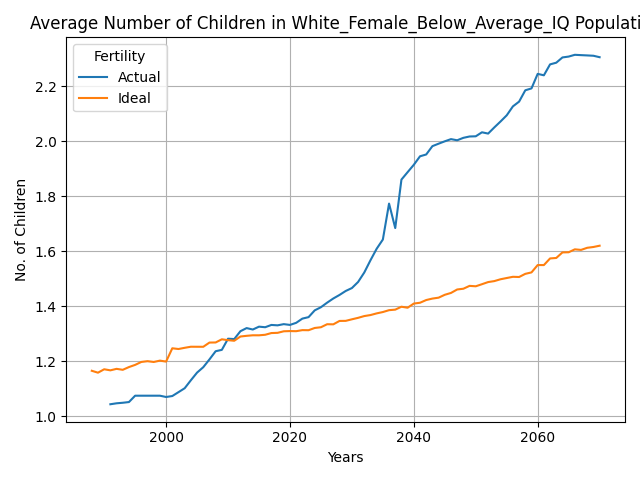 Average Number of Children in White_Female_Below_Average_IQ Populati
Fertility
Actual
Ideal
2.2
2.0
1.8
1.6
1.4
1.2
1.0
No. of Children
2000
2020
2040
2060
Years